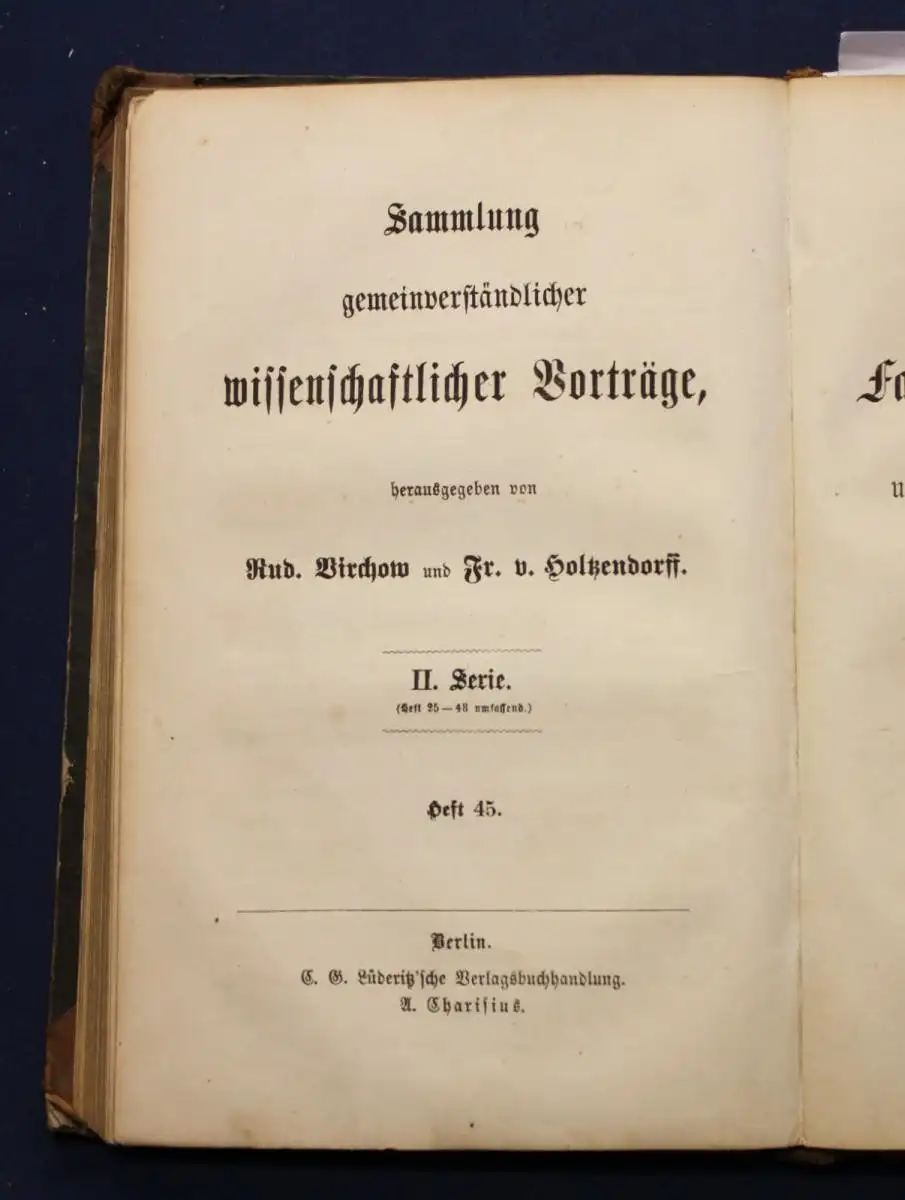 Sammlung
gemeinverständlicher
wissenschaftlicher Vorträge,
herausgegeben von
Rud. Virchow und Fr. v. Holtzendorff.
II. Serie.
(Heft 25—48 umfassend.)
Heft 45.
Berlin.
C. G. Lüderitz'sche Verlagsbuchhandlung.
A. Charisius.